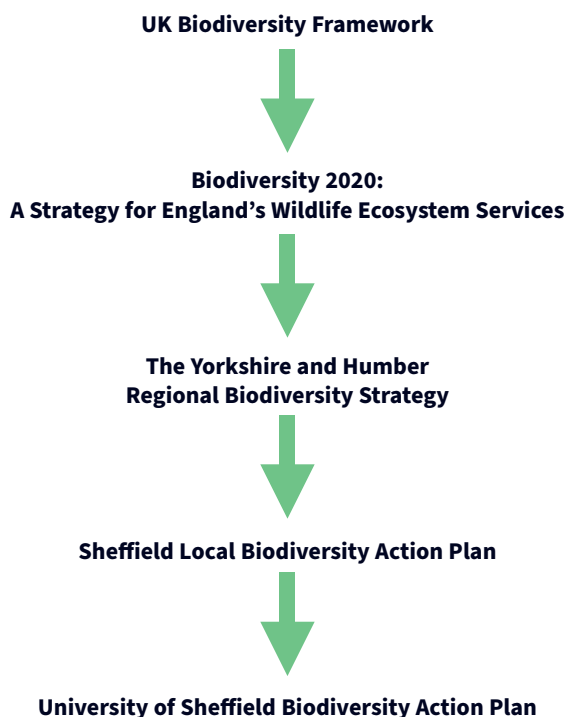 UK Biodiversity Framework
Biodiversity 2020:
A Strategy for England’s Wildlife Ecosystem Services
The Yorkshire and Humber
Regional Biodiversity Strategy
Sheffield Local Biodiversity Action Plan
University of Sheffield Biodiversity Action Plan